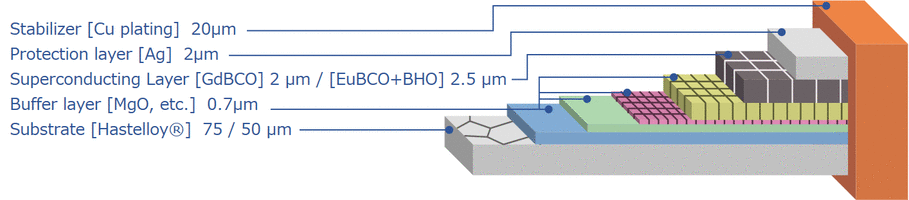 Stabilizer [Cu plating] 20μm
Protection layer [Ag] 2μm
Superconducting Layer [GdBCO] 2 μm / [EuBCO+BHO] 2.5 μm
Buffer layer [MgO, etc.] 0.7μm
Substrate [Hastelloy®] 75 / 50 μm